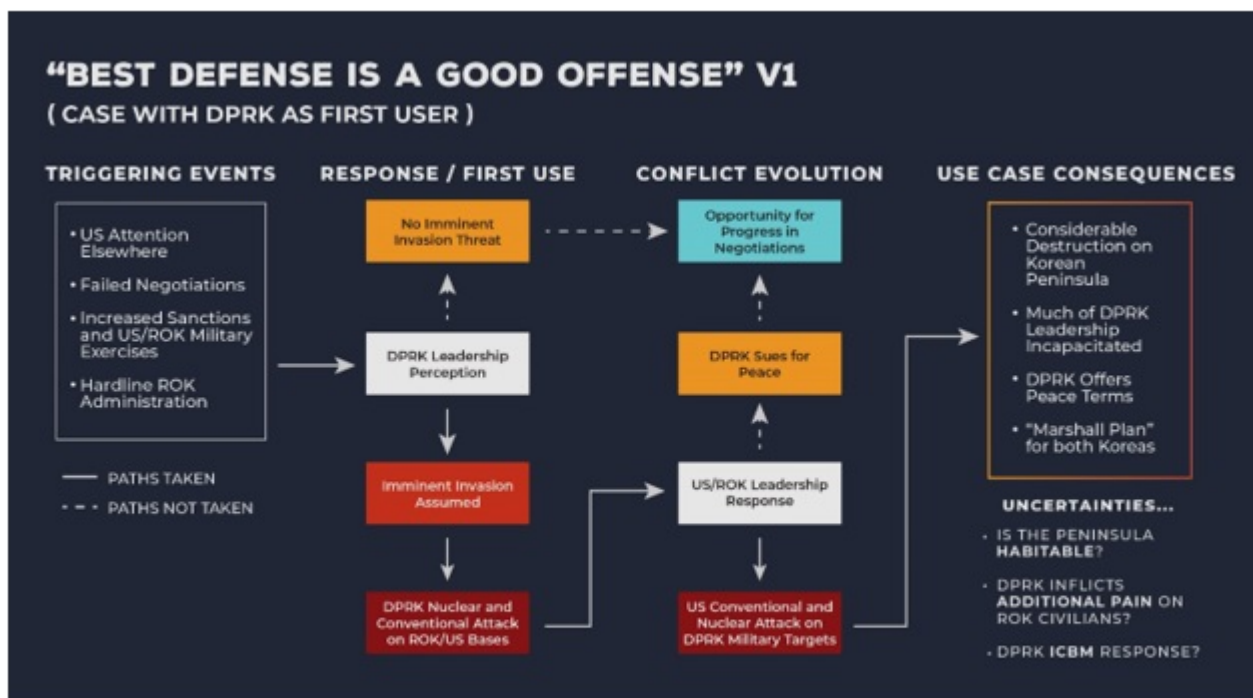 “BEST DEFENSE IS A GOOD OFFENSE” V1
( CASE WITH DPRK AS FIRST USER )
TRIGGERING EVENTS
• US Attention
Elsewhere
• Failed Negotiations
• Increased Sanctions
and US/ROK Military
Exercises
• Hardline ROK
Administration
PATHS TAKEN
PATHS NOT TAKEN
RESPONSE / FIRST USE
No Imminent
Invasion Threat
DPRK Leadership
Perception
Imminent Invasion
Assumed
DPRK Nuclear and
Conventional Attack
on ROK/US Bases
CONFLICT EVOLUTION
Opportunity for
Progress in
Negotiations
DPRK Sues for
Peace
US/ROK Leadership
Response
US Conventional and
Nuclear Attack on
DPRK Military Targets
USE CASE CONSEQUENCES
• Considerable
Destruction on
Korean
Peninsula
• Much of DPRK
Leadership
Incapacitated
• DPRK Offers
Peace Terms
• “Marshall Plan”
for both Koreas
UNCERTAINTIES...
• IS THE PENINSULA
HABITABLE?
• DPRK INFLICTS
ADDITIONAL PAIN ON
ROK CIVILIANS?
• DPRK ICBM RESPONSE?